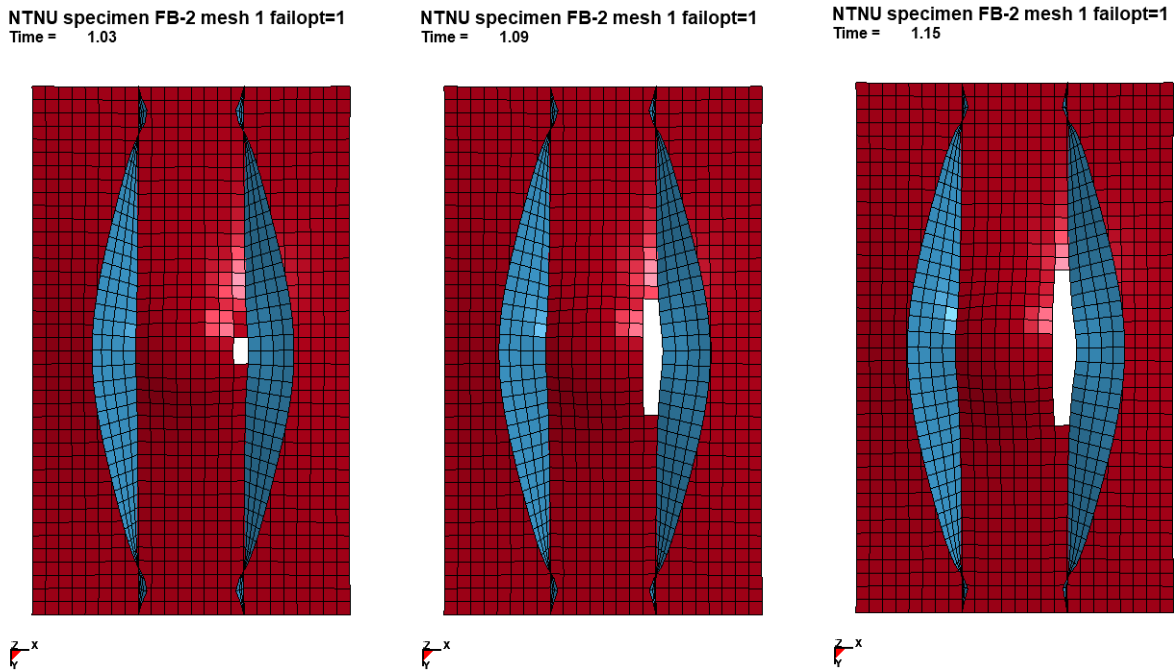 NTNU specimen FB-2 mesh 1 failopt=1
Time = 1.03
NTNU specimen FB-2 mesh 1 failopt=1
Time = 1.09
NTNU specimen FB-2 mesh 1 failopt=1
Time = 1.15
Z X
Y
Z X
Y
Z X
Y